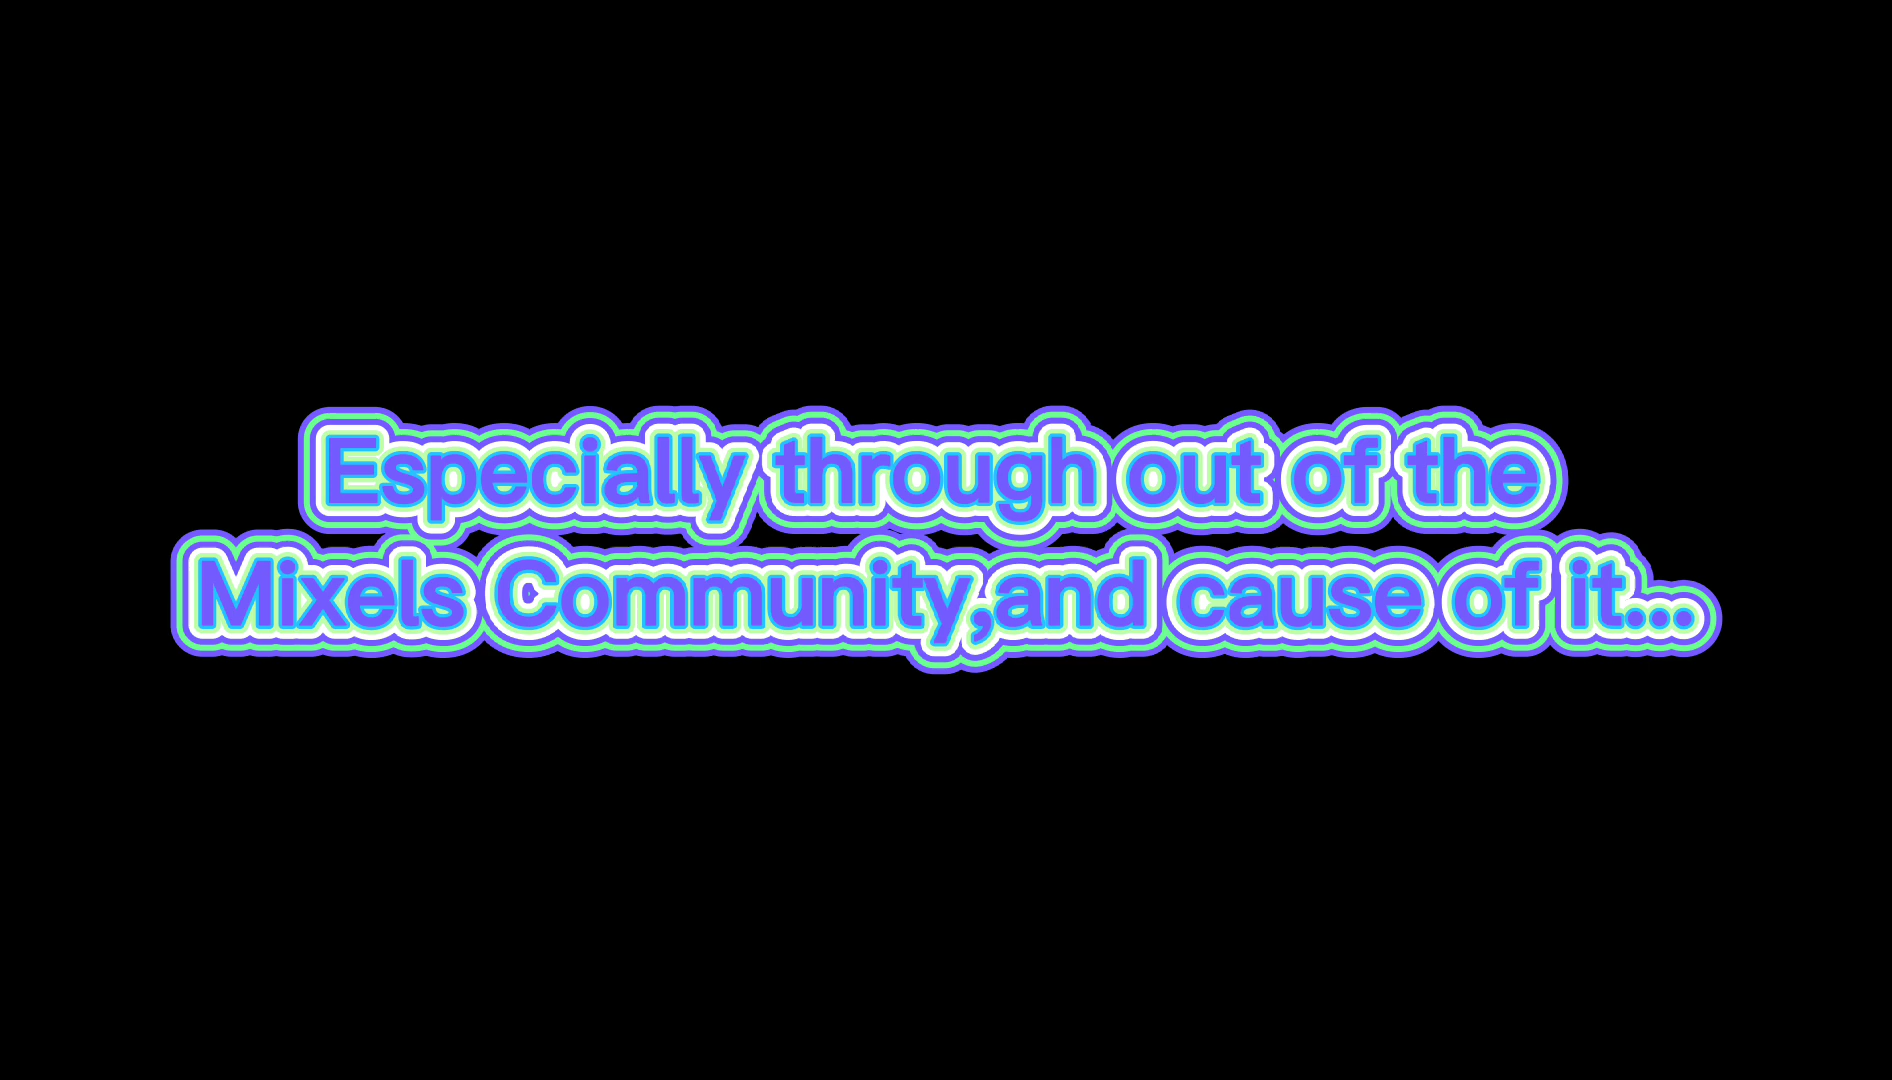 Especially through out of the
Mixels Community,and cause of it...